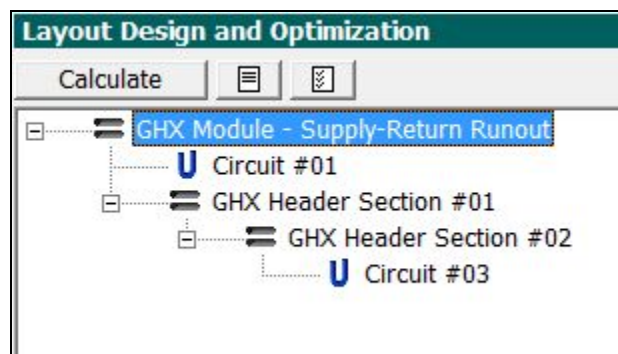 Layout Design and Optimization
Calculate
GHX Module - Supply-Return Runout
Circuit #01
GHX Header Section #01
GHX Header Section #02
Circuit #03